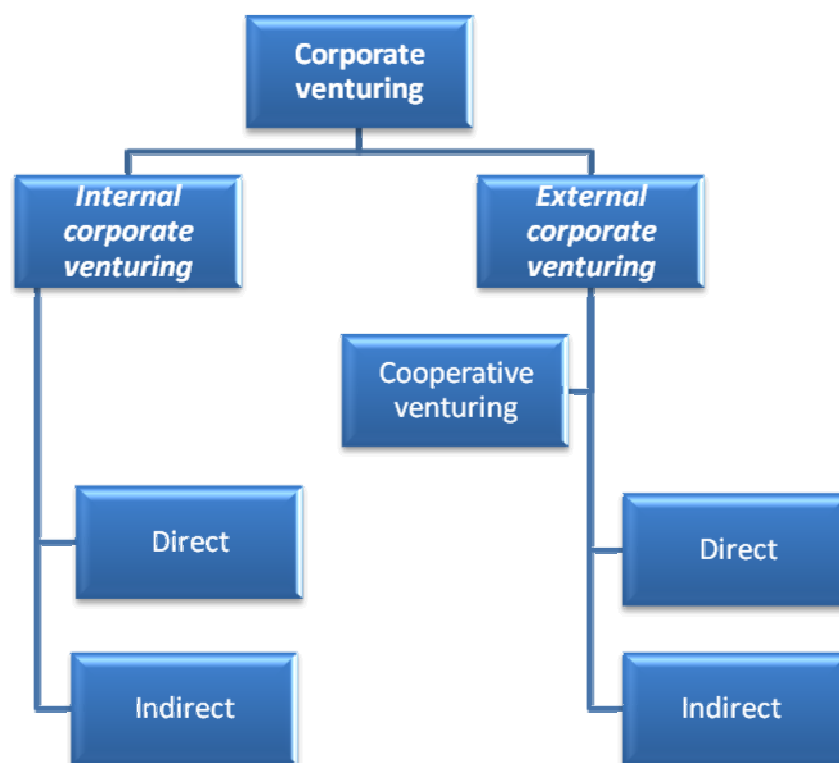 Corporate
venturing
Internal
corporate
venturing
External
corporate
venturing
Cooperative
venturing
Direct
Direct
Indirect
Indirect